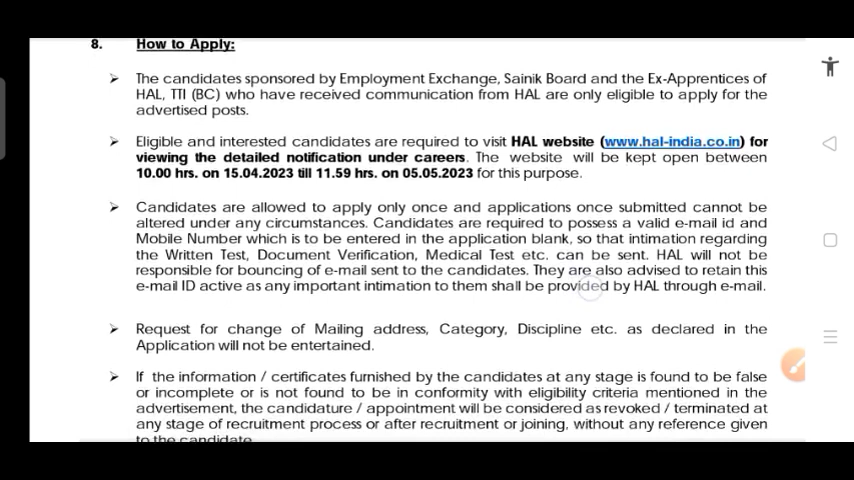 8. How to Apply:
➢ The candidates sponsored by Employment Exchange, Sainik Board and the Ex-Apprentices of
HAL, TTI (BC) who have received communication from HAL are only eligible to apply for the
advertised posts.
➢ Eligible and interested candidates are required to visit HAL website (www.hal-india.co.in) for
viewing the detailed notification under careers. The website will be kept open between
10.00 hrs. on 15.04.2023 till 11.59 hrs. on 05.05.2023 for this purpose.
➢ Candidates are allowed to apply only once and applications once submitted cannot be
altered under any circumstances. Candidates are required to possess a valid e-mail id and
Mobile Number which is to be entered in the application blank, so that intimation regarding
the Written Test, Document Verification, Medical Test etc. can be sent. HAL will not be
responsible for bouncing of e-mail sent to the candidates. They are also advised to retain this
e-mail ID active as any important intimation to them shall be provided by HAL through e-mail.
➢ Request for change of Mailing address, Category, Discipline etc. as declared in the
Application will not be entertained.
➢ If the information / certificates furnished by the candidates at any stage is found to be false
or incomplete or is not found to be in conformity with eligibility criteria mentioned in the
advertisement, the candidature / appointment will be considered as revoked / terminated at
any stage of recruitment process or after recruitment or joining, without any reference given
to the candidate.